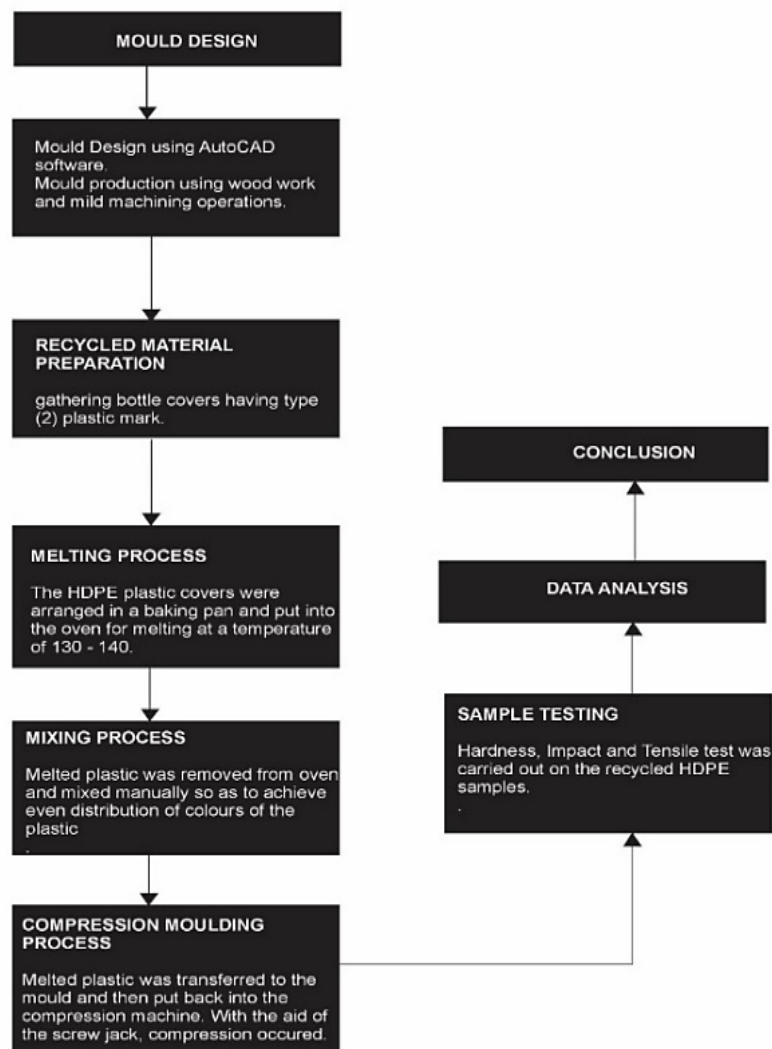 MOULD DESIGN
Mould Design using AutoCAD
software.
Mould production using wood work
and mild machining operations.
RECYCLED MATERIAL
PREPARATION
gathering bottle covers having type
(2) plastic mark.
MELTING PROCESS
The HDPE plastic covers were
arranged in a baking pan and put into
the oven for melting at a temperature
of 130 - 140.
MIXING PROCESS
Melted plastic was removed from oven
and mixed manually so as to achieve
even distribution of colours of the
plastic
.
COMPRESSION MOULDING
PROCESS
Melted plastic was transferred to the
mould and then put back into the
compression machine. With the aid of
the screw jack, compression occured.
SAMPLE TESTING
Hardness, Impact and Tensile test was
carried out on the recycled HDPE
samples.
.
DATA ANALYSIS
CONCLUSION